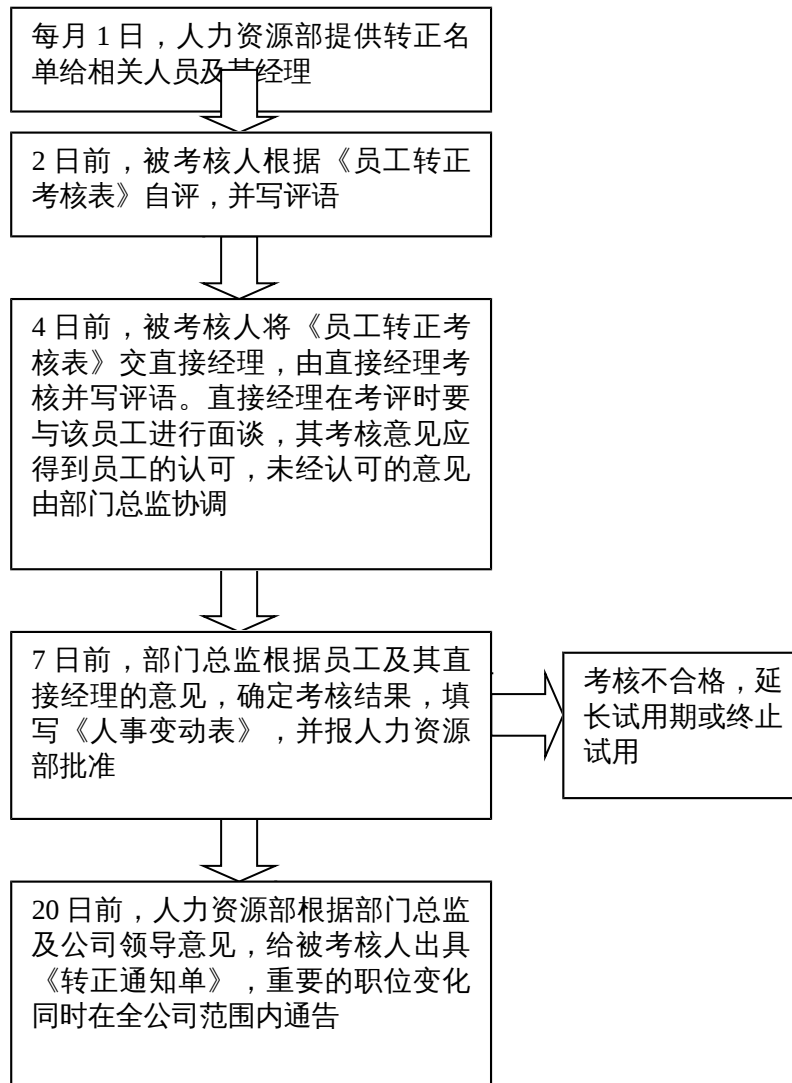 每月 1 日，人力资源部提供转正名
单给相关人员及其经理
2 日前，被考核人根据《员工转正
考核表》自评，并写评语
4 日前，被考核人将《员工转正考
核表》交直接经理，由直接经理考
核并写评语。直接经理在考评时要
与该员工进行面谈，其考核意见应
得到员工的认可，未经认可的意见
由部门总监协调
7 日前，部门总监根据员工及其直
接经理的意见，确定考核结果，填
写《人事变动表》，并报人力资源
部批准
考核不合格，延
长试用期或终止
试用
20 日前，人力资源部根据部门总监
及公司领导意见，给被考核人出具
《转正通知单》，重要的职位变化
同时在全公司范围内通告